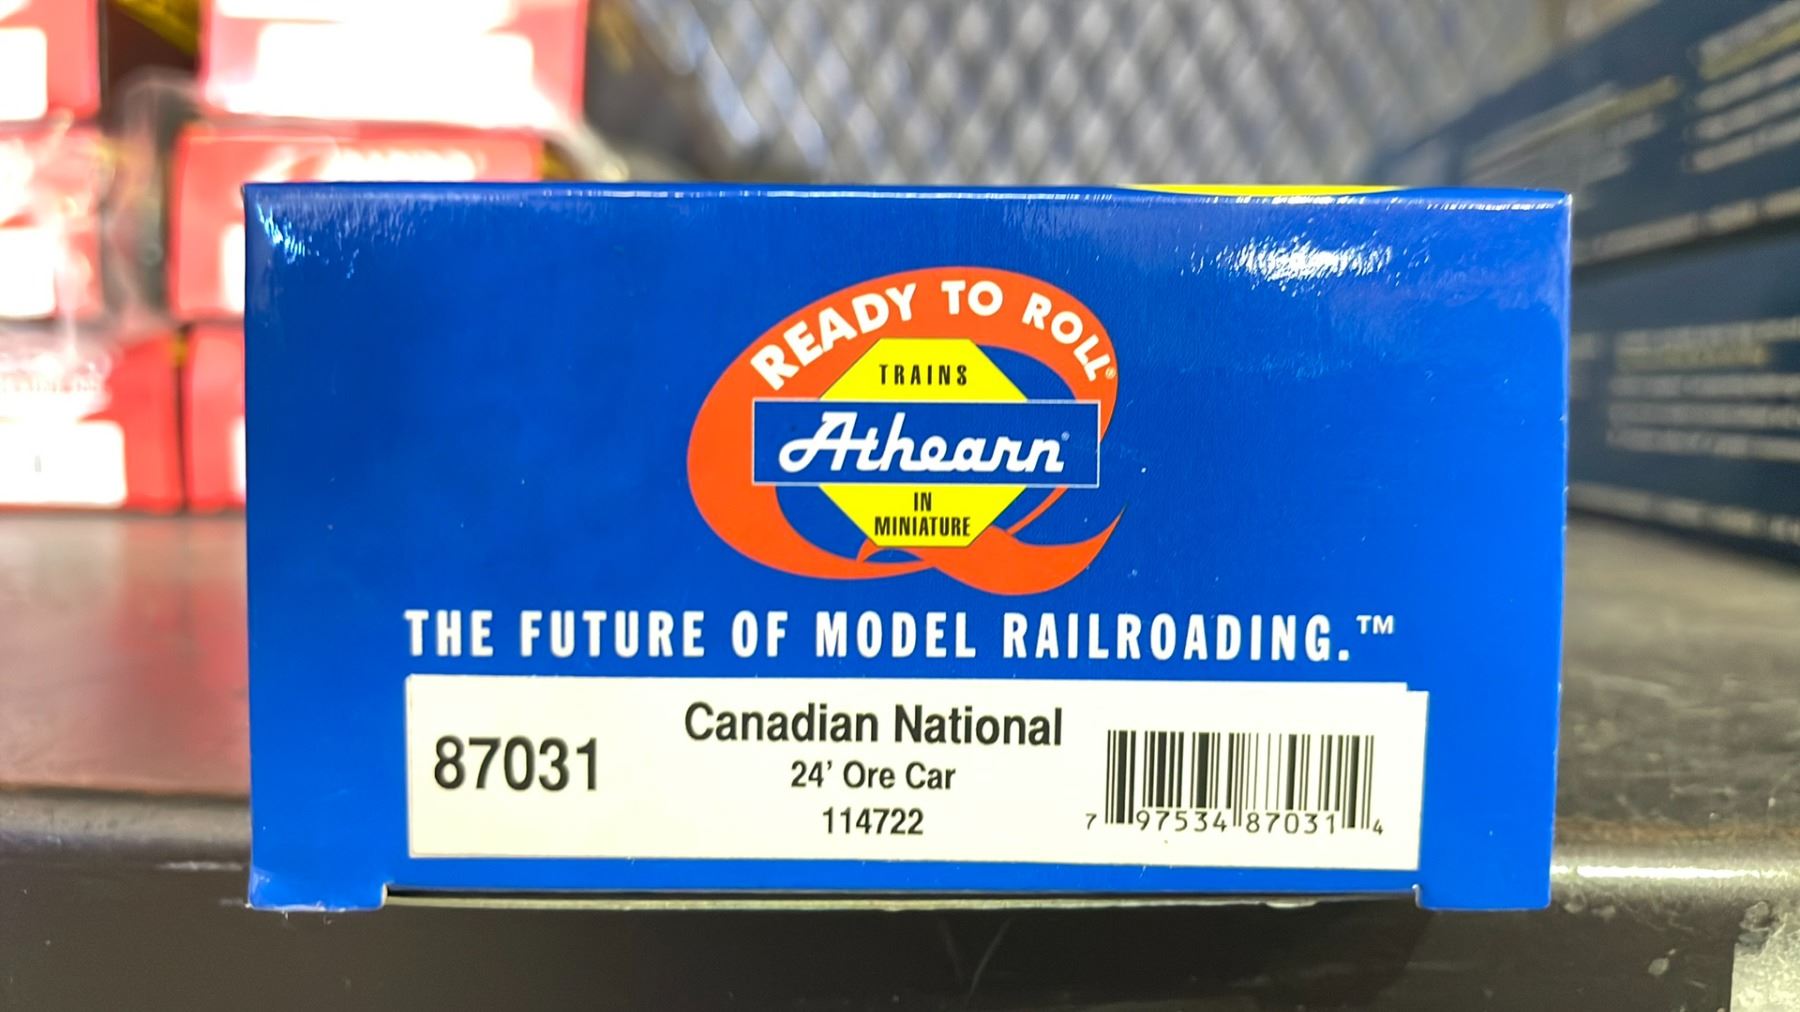 READY TO ROLL®
TRAINS
Athearn®
IN
MINIATURE
THE FUTURE OF MODEL RAILROADING.™
87031
Canadian National
24' Ore Car
114722
7 97534 87031 4